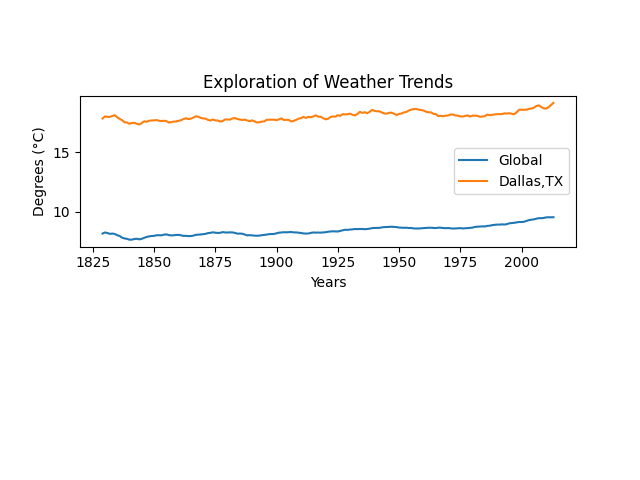 Exploration of Weather Trends
Degrees (°C)
15
10
Global
Dallas,TX
1825 1850 1875 1900 1925 1950 1975 2000
Years